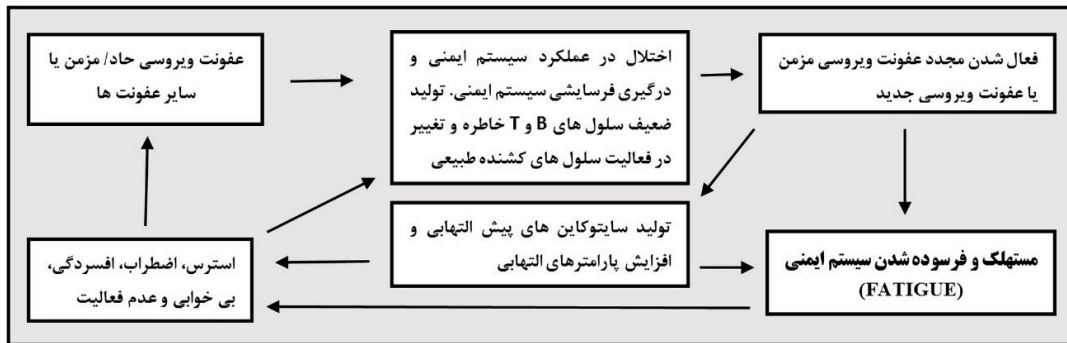 عفونت ویروسی حاد/ مزمن یا
سایر عفونت ها
اختلال در عملکرد سیستم ایمنی و
درگیری فرسایشی سیستم ایمنی. تولید
ضعیف سلول های B و T خاطره و تغییر
در فعالیت سلول های کشنده طبیعی
فعال شدن مجدد عفونت ویروسی مزمن
یا عفونت ویروسی جدید
استرس، اضطراب، افسردگی،
بی خوابی و عدم فعالیت
تولید سایتوکاین های پیش التهابی و
افزایش پارامترهای التهابی
مستهلک و فرسوده شدن سیستم ایمنی
(FATIGUE)